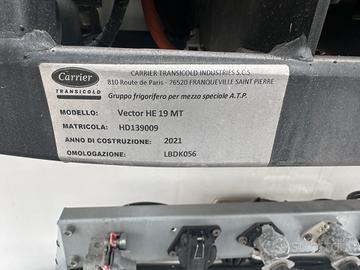 Carrier
TRANSICOLD
CARRIER TRANSICOLD INDUSTRIES S.C.S.
810 Route de Paris - 76520 FRANQUEVILLE SAINT PIERRE
Gruppo frigorifero per mezzo speciale A.T.P.
MODELLO: Vector HE 19 MT
MATRICOLA: HD139009
ANNO DI COSTRUZIONE: 2021
OMOLOGAZIONE: LBDK056
subito